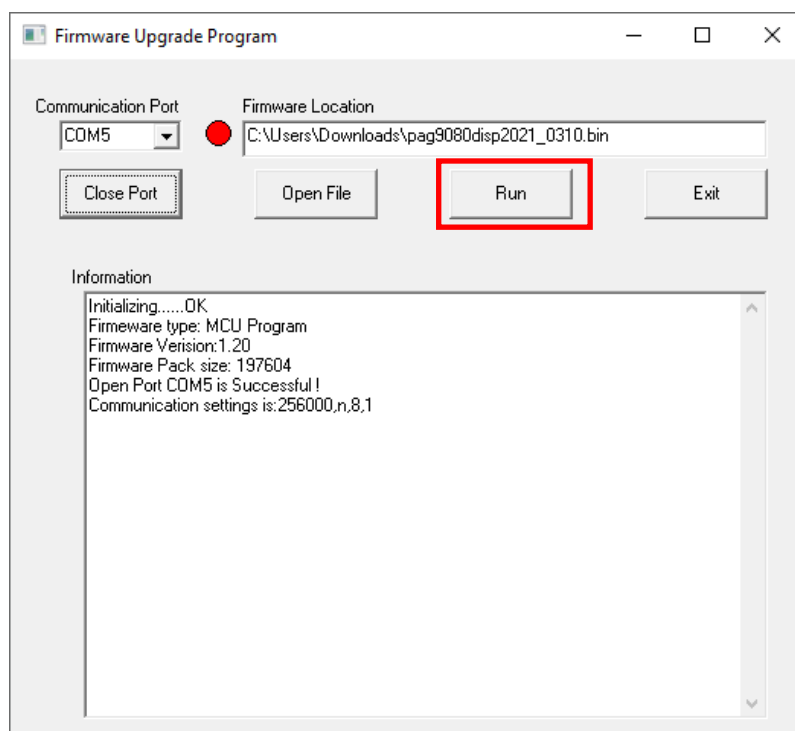 Firmware Upgrade Program
Communication Port
Firmware Location
COM5
C:\Users\Downloads\pag9080disp2021_0310.bin
Close Port
Open File
Run
Exit
Information
Initializing......OK
Firmeware type: MCU Program
Firmware Verision:1.20
Firmware Pack size: 197604
Open Port COM5 is Successful !
Communication settings is:256000,n,8,1